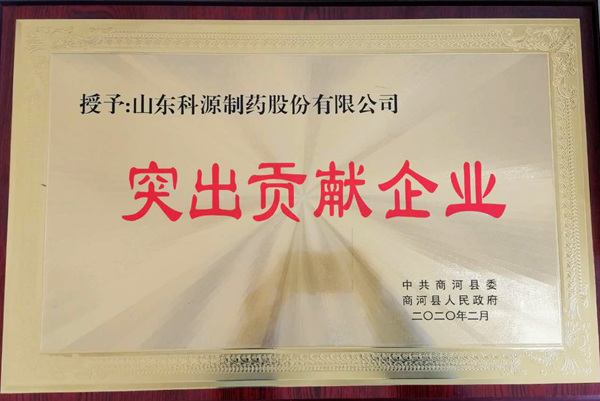 授予:山东科源制药股份有限公司
突出贡献企业
中共商河县委
商河县人民政府
二〇二〇年二月